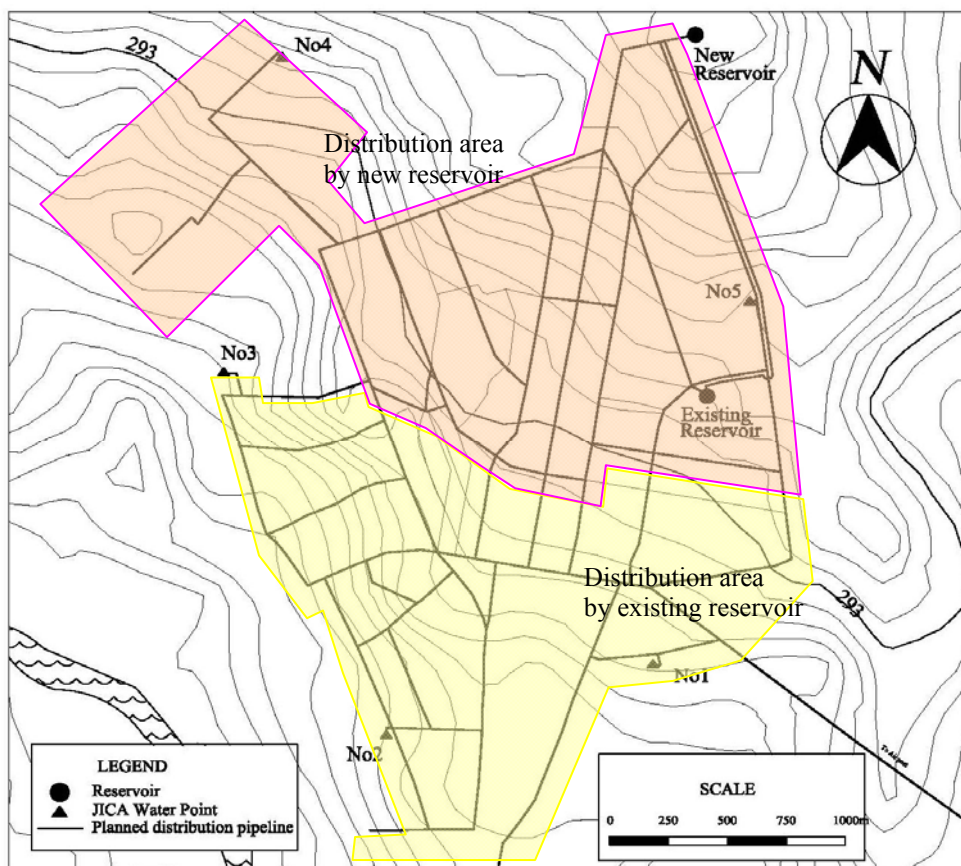 293
No4
New
Reservoir
N
Distribution area
by new reservoir
No5
No3
Existing
Reservoir
Distribution area
by existing reservoir
293
No1
No2
LEGEND
Reservoir
JICA Water Point
Planned distribution pipeline
SCALE
0 250 500 750 1000m